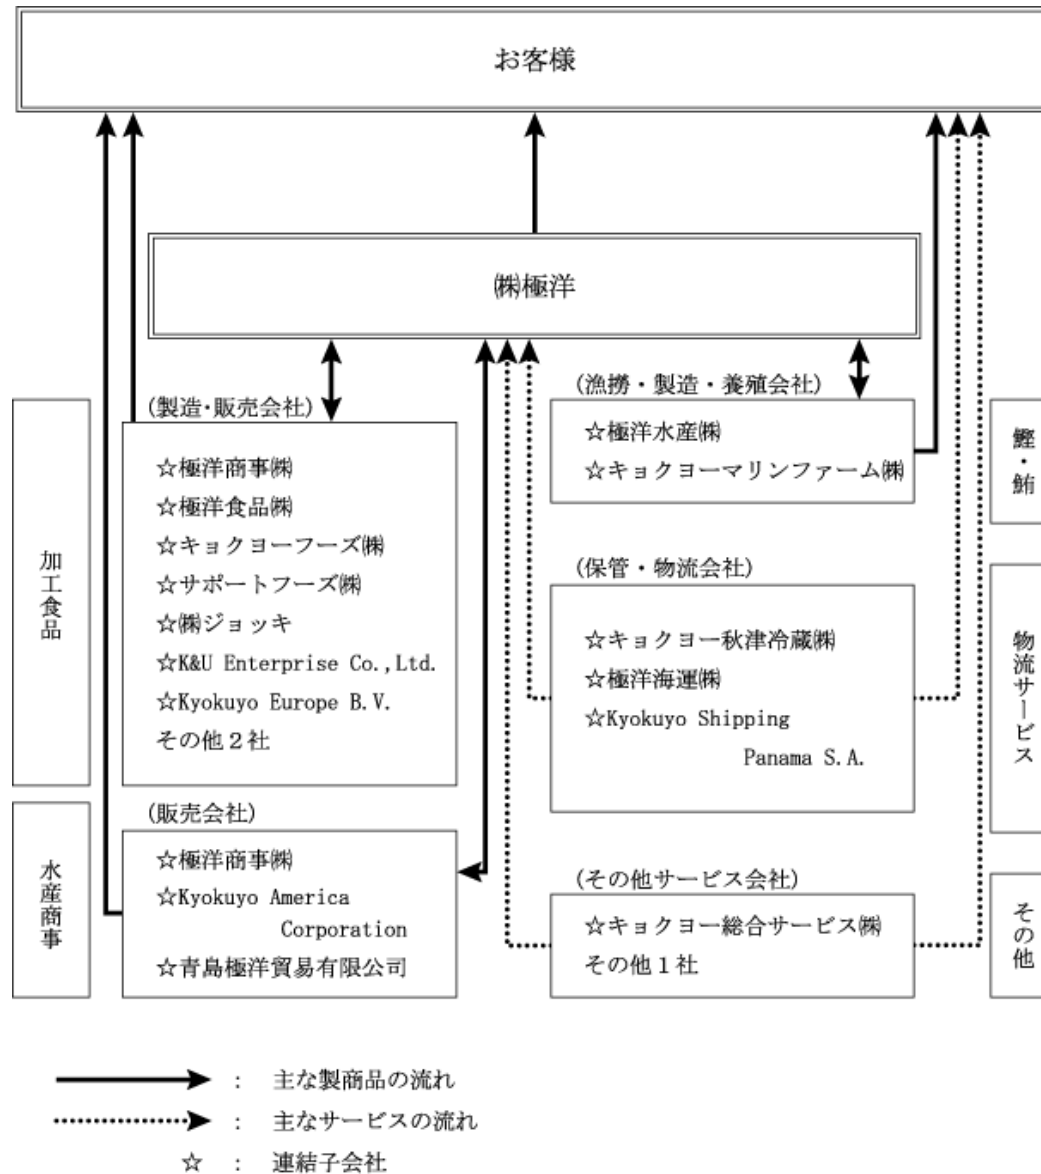 お客様
㈱極洋
(製造・販売会社)
☆極洋商事㈱
☆極洋食品㈱
☆キョクヨーフーズ㈱
☆サポートフーズ㈱
☆㈱ジョッキ
☆K&U Enterprise Co.,Ltd.
☆Kyokuyo Europe B.V.
その他２社
加工食品
(販売会社)
☆極洋商事㈱
☆Kyokuyo America
Corporation
☆青島極洋貿易有限公司
水産商事
(漁撈・製造・養殖会社)
☆極洋水産㈱
☆キョクヨーマリンファーム㈱
鰹・鮪
(保管・物流会社)
☆キョクヨー秋津冷蔵㈱
☆極洋海運㈱
☆Kyokuyo Shipping
Panama S.A.
物流サービス
(その他サービス会社)
☆キョクヨー総合サービス㈱
その他１社
その他
： 主な製商品の流れ
： 主なサービスの流れ
☆ ： 連結子会社